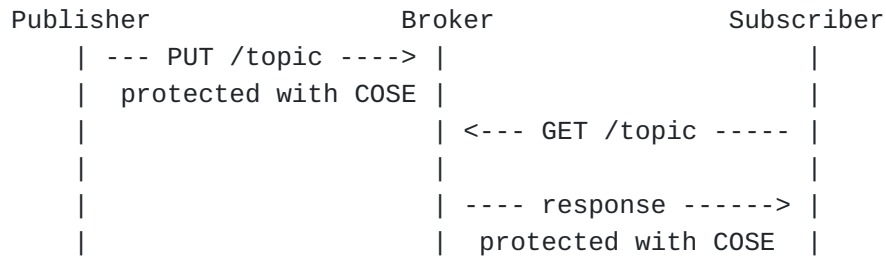 Publisher                Broker               Subscriber
    | --- PUT /topic ----> |                       |
    |  protected with COSE |                       |
    |                      | <--- GET /topic ----- |
    |                      |                       |
    |                      | ---- response ------> |
    |                      |  protected with COSE  |